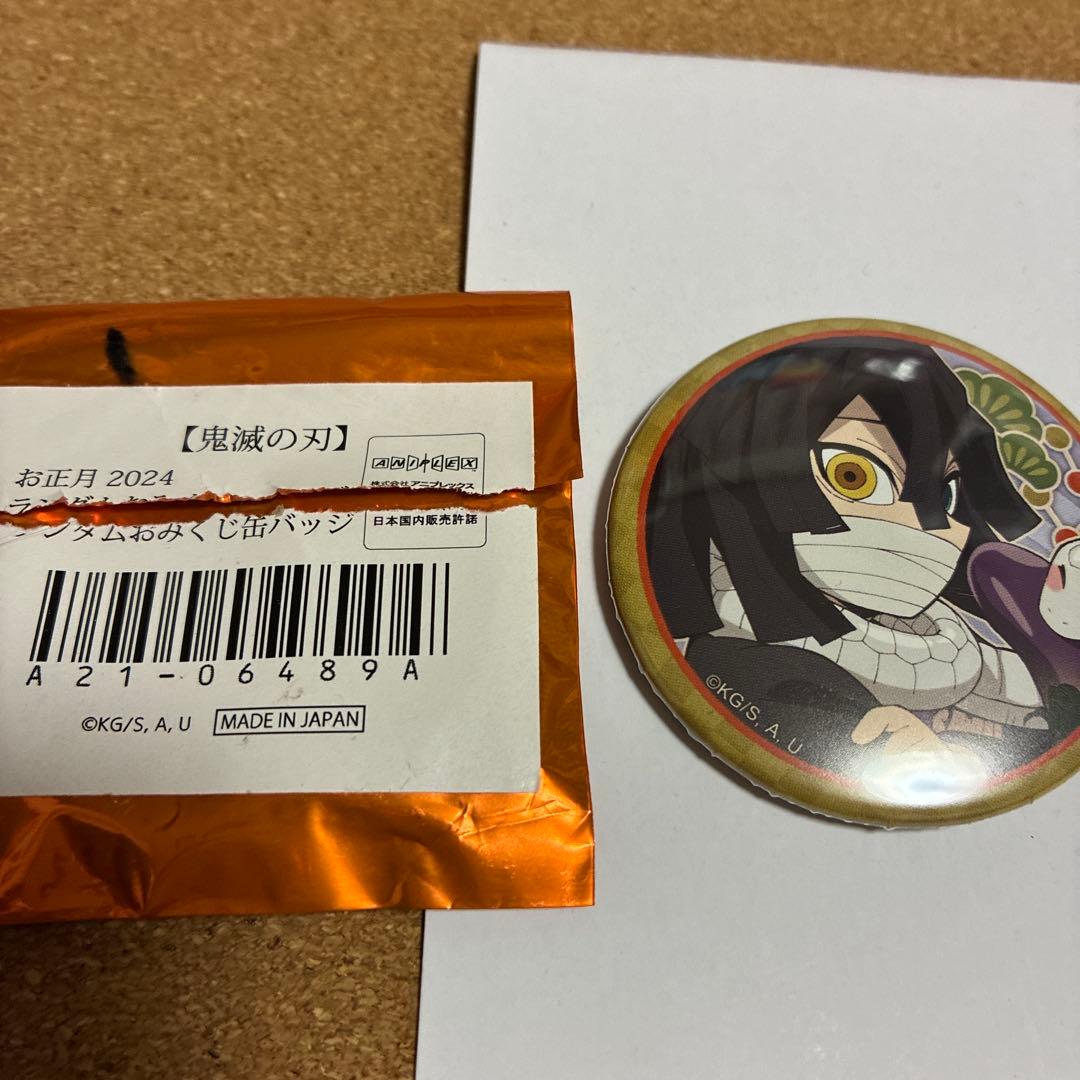 【鬼滅の刃】
お正月 2024
ランダムおみくじ缶バッジ
ANIPLEX
株式会社アニプレックス
日本国内販売許諾
A21-06489A
©KG/S, A, U
MADE IN JAPAN
©KG/S, A, U